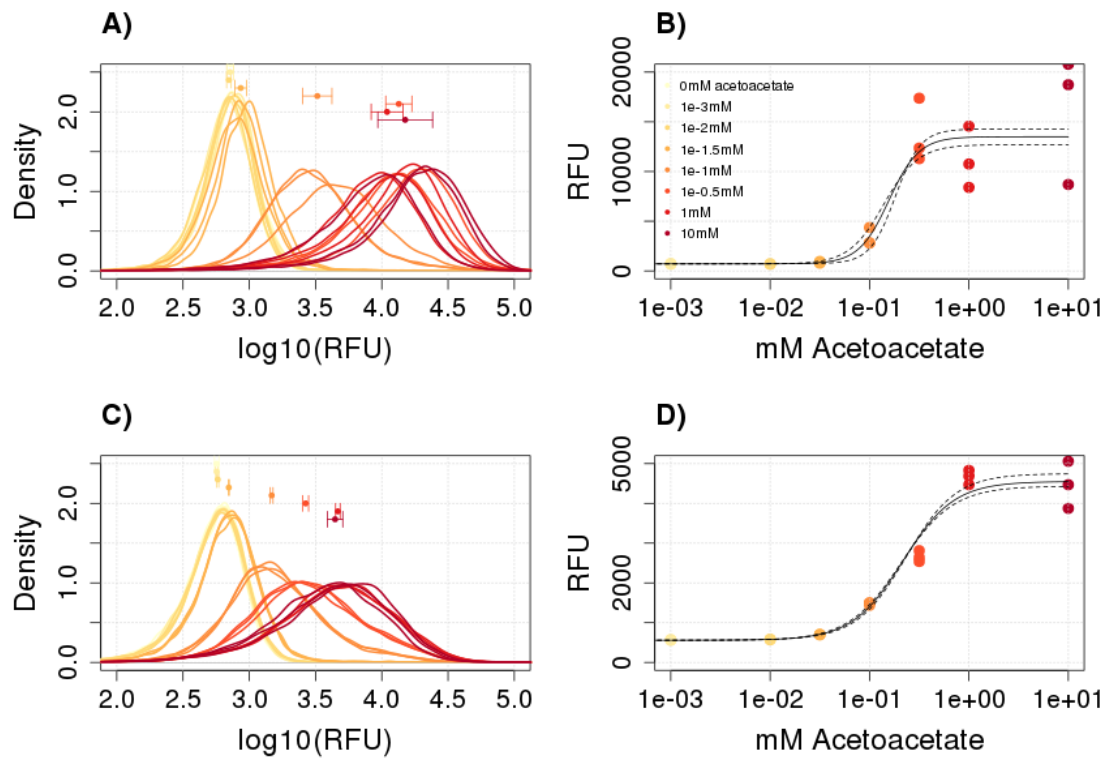 A)
Density
0.0
1.0
2.0
2.0
2.5
3.0
3.5
4.0
4.5
5.0
log10(RFU)
B)
RFU
0
10000
20000
0mM acetoacetate
1e-3mM
1e-2mM
1e-1.5mM
1e-1mM
1e-0.5mM
1mM
10mM
1e-03
1e-02
1e-01
1e+00
1e+01
mM Acetoacetate
C)
Density
0.0
1.0
2.0
2.0
2.5
3.0
3.5
4.0
4.5
5.0
log10(RFU)
D)
RFU
0
2000
5000
1e-03
1e-02
1e-01
1e+00
1e+01
mM Acetoacetate